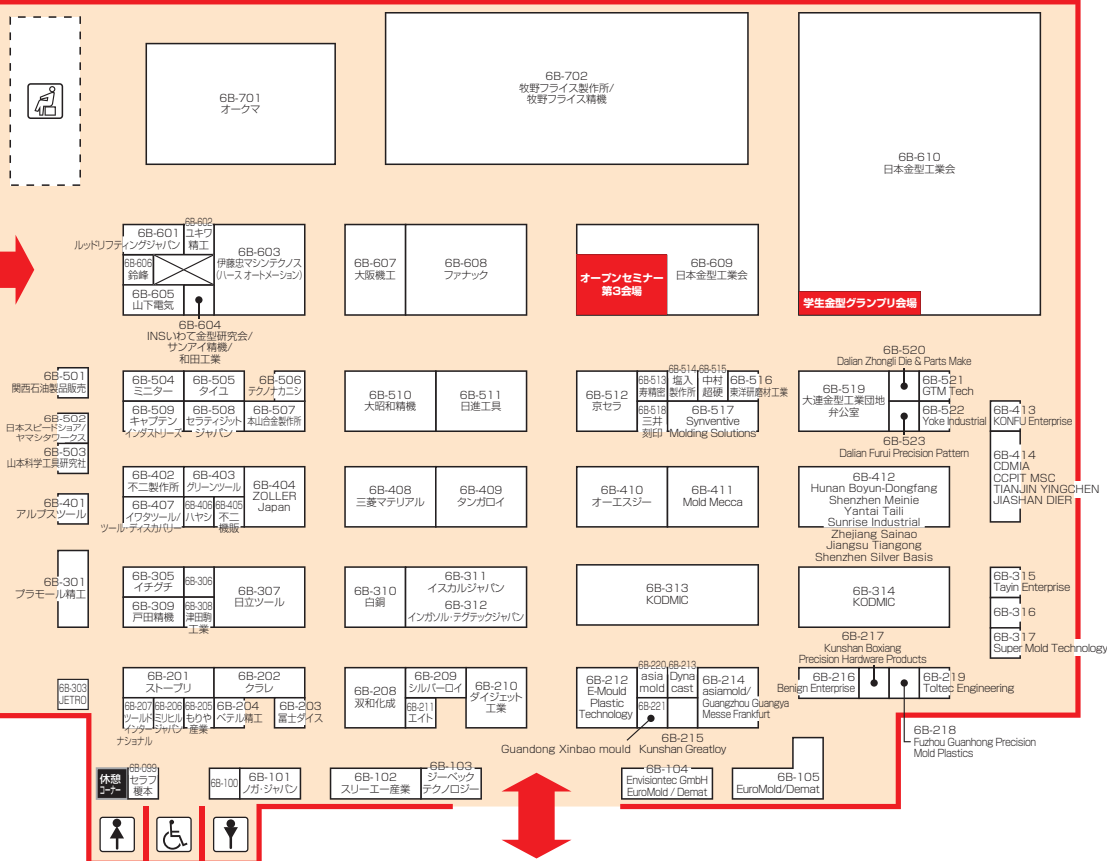 6B-701
オークマ
6B-702
牧野フライス製作所/
牧野フライス精機
6B-610
日本金型工業会
学生金型グランプリ会場
6B-601
ルッドリフティングジャパン
6B-602
ユキワ
精工
6B-603
伊藤忠マシンテクノス
(ハース オートメーション)
6B-606
鈴峰
6B-605
山下電気
6B-604
INSいわて金型研究会/
サンアイ精機/
和田工業
6B-607
大阪機工
6B-608
ファナック
オープンセミナー
第3会場
6B-609
日本金型工業会
6B-501
関西石油製品販売
6B-502
日本スピードショア/
ヤマシタワークス
6B-503
山本科学工具研究社
6B-504
ミニター
6B-505
タイユ
6B-506
テクノナカニシ
6B-509
キャプテン
インダストリーズ
6B-508
セラティジット
ジャパン
6B-507
本山合金製作所
6B-510
大昭和精機
6B-511
日進工具
6B-512
京セラ
6B-513
寿精密
6B-514
塩入
製作所
6B-515
中村
超硬
6B-516
東洋研磨材工業
6B-518
三井
刻印
6B-517
Synventive
Molding Solutions
6B-520
Dalian Zhongli Die & Parts Make
6B-519
大連金型工業団地
弁公室
6B-521
GTM Tech
6B-522
Yoke Industrial
6B-523
Dalian Furui Precision Pattern
6B-413
KONFU Enterprise
6B-414
CDMIA
CCPIT MSC
TIANJIN YINGCHEN
JIASHAN DIER
6B-401
アルプスツール
6B-402
不二製作所
6B-403
グリーンツール
6B-404
ZOLLER
Japan
6B-407
イワタツール/
ツール・ディスカバリー
6B-406
ハヤシ
6B-405
不二
機販
6B-408
三菱マテリアル
6B-409
タンガロイ
6B-410
オーエスジー
6B-411
Mold Mecca
6B-412
Hunan Boyun-Dongfang
Shenzhen Meinie
Yantai Taili
Sunrise Industrial
Zhejiang Sainao
Jiangsu Tiangong
Shenzhen Silver Basis
6B-301
プラモール精工
6B-305
イチグチ
6B-306
6B-307
日立ツール
6B-309
戸田精機
6B-308
津田駒
工業
6B-310
白銅
6B-311
イスカルジャパン
6B-312
インガソル・テグテックジャパン
6B-313
KODMIC
6B-314
KODMIC
6B-315
Tayin Enterprise
6B-316
6B-317
Super Mold Technology
6B-303
JETRO
6B-201
ストーブリ
6B-202
クラレ
6B-207
ツールド
インター
ナショナル
6B-206
ミリヒル
ジャパン
6B-205
もりや
産業
6B-204
ベテル精工
6B-203
冨士ダイス
6B-208
双和化成
6B-209
シルバーロイ
6B-211
エイト
6B-210
ダイジェット
工業
6B-212
E-Mould
Plastic
Technology
6B-220
asia
mold
6B-213
Dyna
cast
6B-221
6B-214
asiamold/
Guangzhou Guangya
Messe Frankfurt
Guandong Xinbao mould
6B-215
Kunshan Greatloy
6B-217
Kunshan Boxiang
Precision Hardware Products
6B-216
Benign Enterprise
6B-219
Toltec Engineering
6B-218
Fuzhou Guanhong Precision
Mold Plastics
休憩
コーナー
6B-099
セラフ
榎本
6B-100
6B-101
ノガ・ジャパン
6B-102
スリーエー産業
6B-103
ジーベック
テクノロジー
6B-104
Envisiontec GmbH
EuroMold / Demat
6B-105
EuroMold/Demat